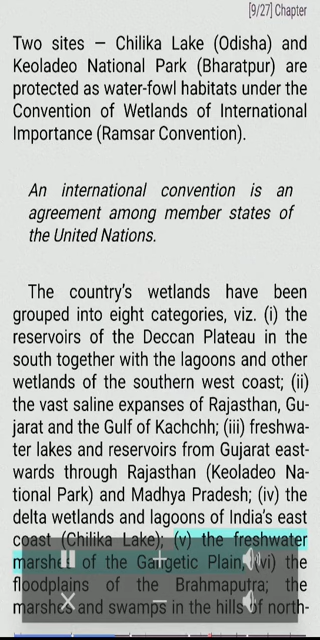 [9/27] Chapter
Two sites — Chilika Lake (Odisha) and
Keoladeo National Park (Bharatpur) are
protected as water-fowl habitats under the
Convention of Wetlands of International
Importance (Ramsar Convention).
An international convention is an
agreement among member states of
the United Nations.
The country's wetlands have been
grouped into eight categories, viz. (i) the
reservoirs of the Deccan Plateau in the
south together with the lagoons and other
wetlands of the southern west coast; (ii)
the vast saline expanses of Rajasthan, Gu-
jarat and the Gulf of Kachchh; (iii) freshwa-
ter lakes and reservoirs from Gujarat east-
wards through Rajasthan (Keoladeo Na-
tional Park) and Madhya Pradesh; (iv) the
delta wetlands and lagoons of India's east
coast (Chilika Lake); (v) the freshwater
marshes of the Gangetic Plain; (vi) the
floodplains of the Brahmaputra; the
marshes and swamps in the hills of north-